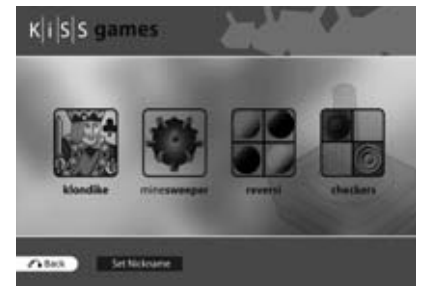 K|i|S|S games
klondike minesweeper reversi checkers
Back Set Nickname